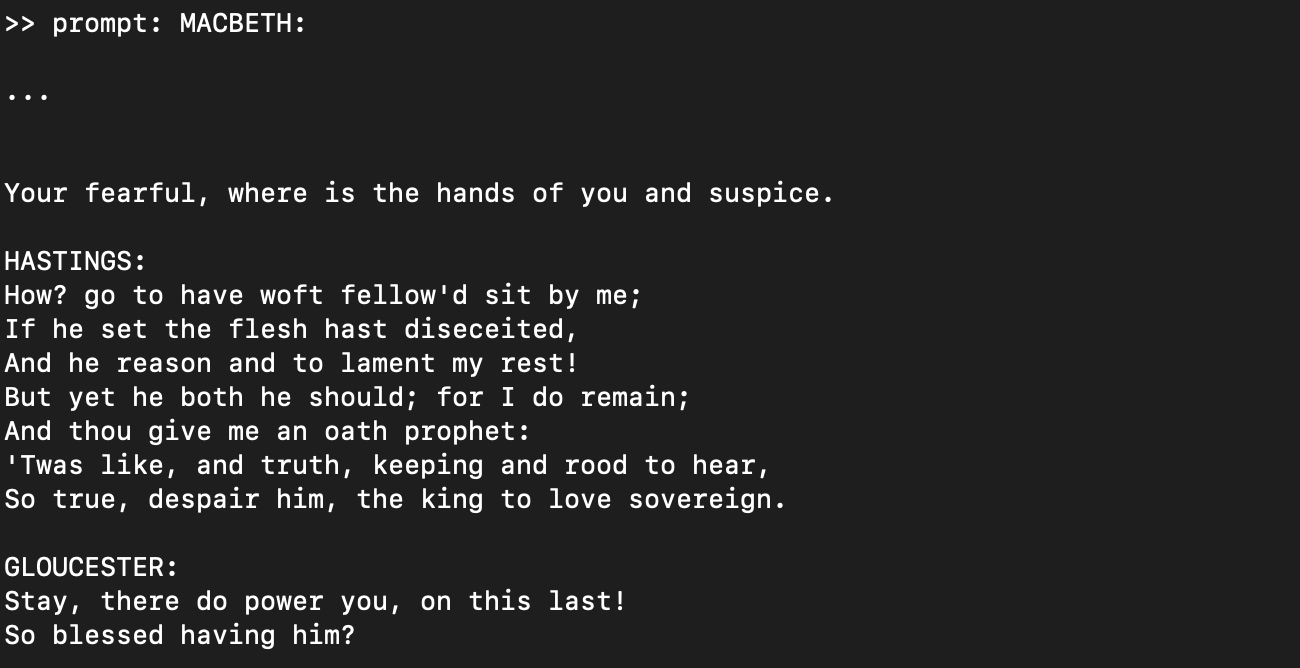 >> prompt: MACBETH:
...
Your fearful, where is the hands of you and suspice.
HASTINGS:
How? go to have woft fellow'd sit by me;
If he set the flesh hast diseceited,
And he reason and to lament my rest!
But yet he both he should; for I do remain;
And thou give me an oath prophet:
'Twas like, and truth, keeping and rood to hear,
So true, despair him, the king to love sovereign.
GLOUCESTER:
Stay, there do power you, on this last!
So blessed having him?